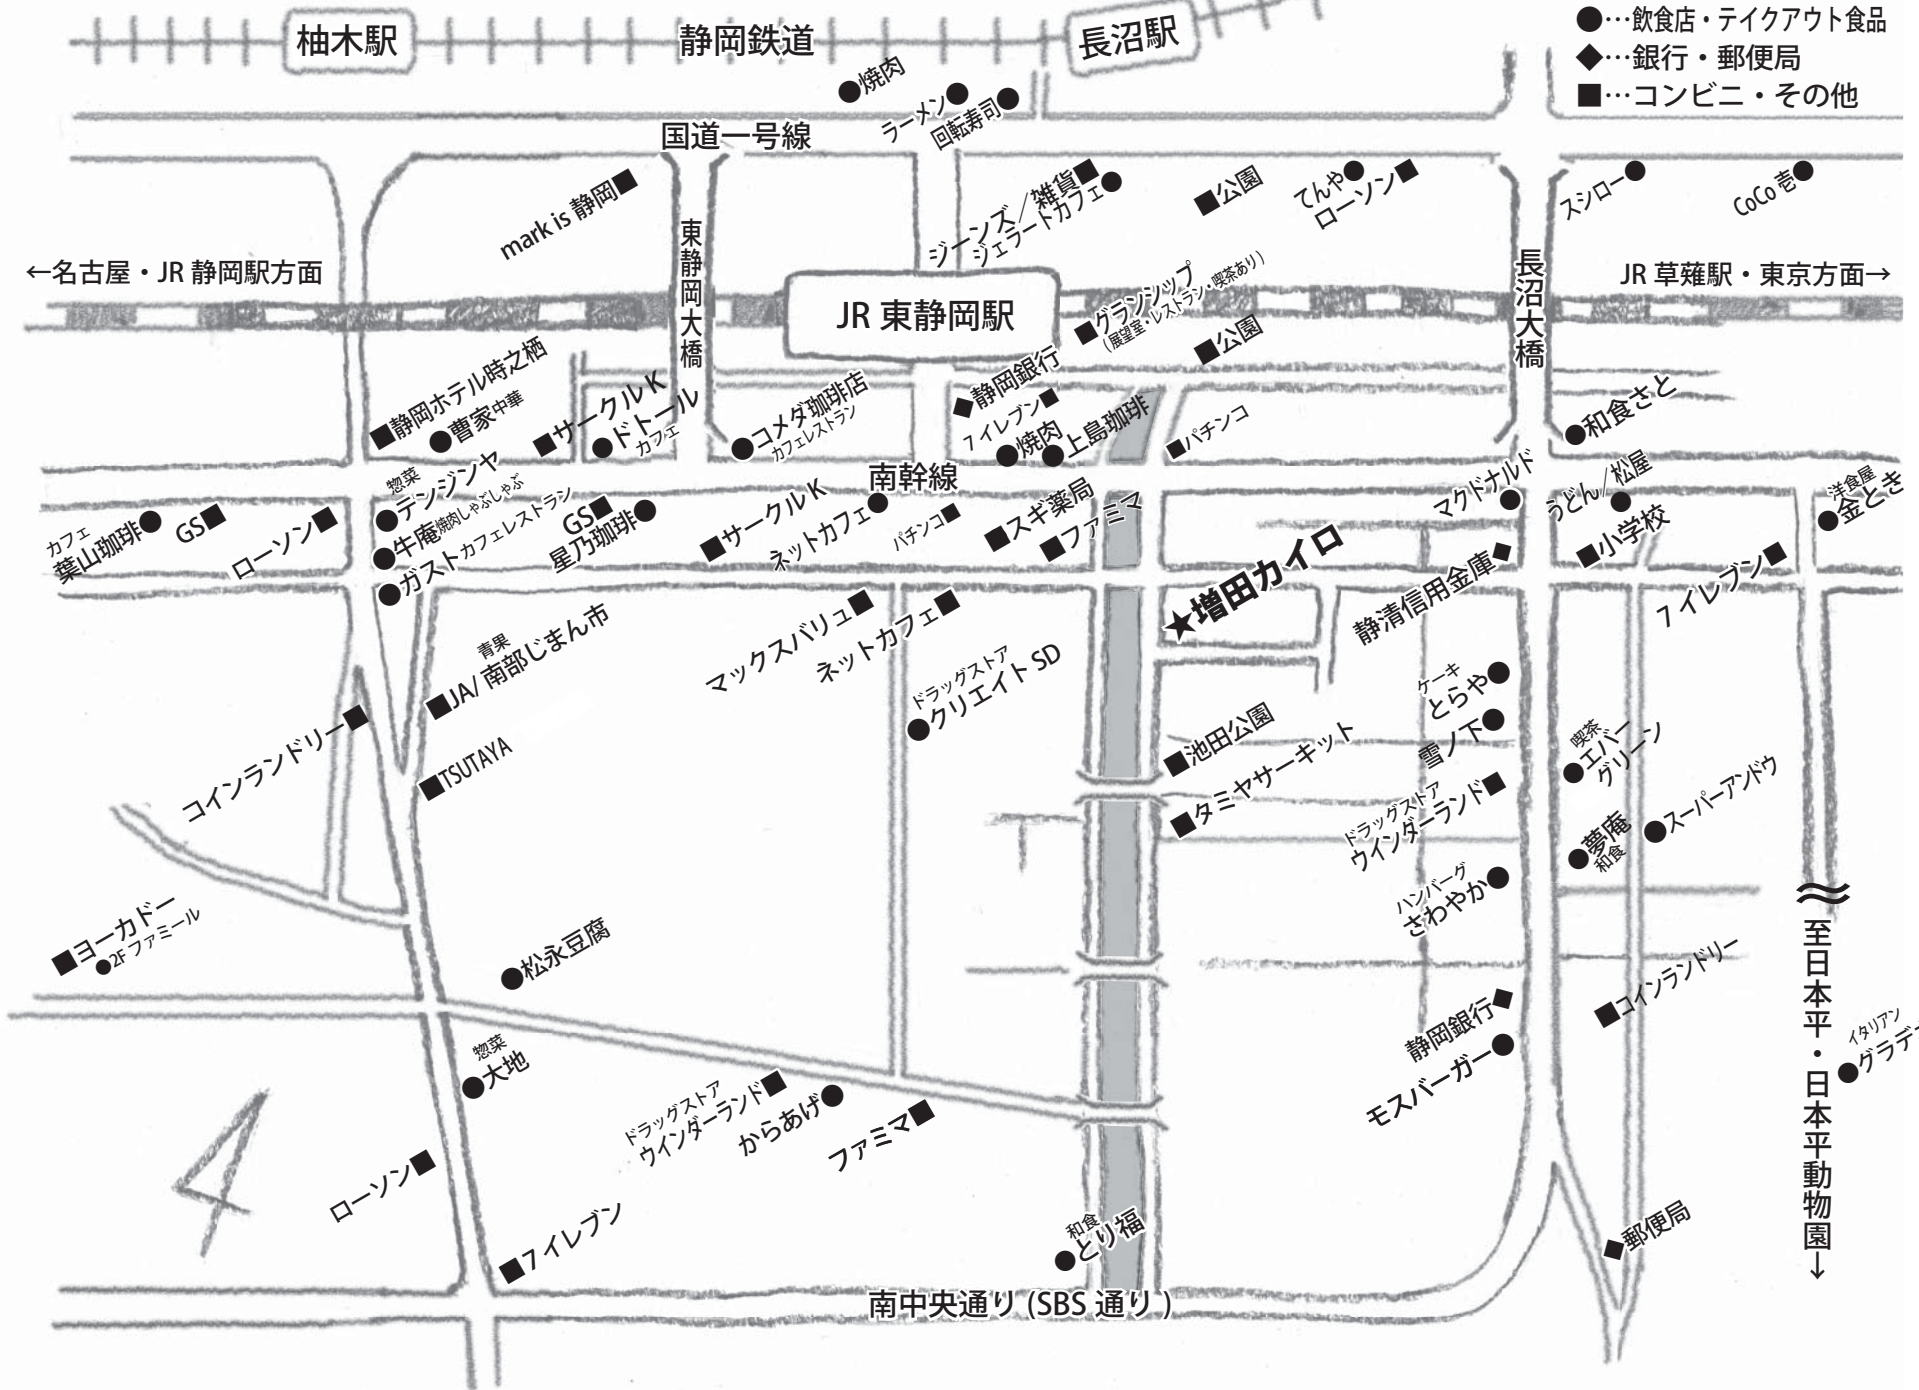 柚木駅
静岡鉄道
長沼駅
●…飲食店・テイクアウト食品
◆…銀行・郵便局
■…コンビニ・その他
●焼肉
ラーメン●
回転寿司●
国道一号線
mark is 静岡■
東静岡大橋
ジーンズ／雑貨■
ジェラートカフェ●
■公園
てんや●
ローソン■
スシロー●
CoCo 壱●
←名古屋・JR 静岡駅方面
JR 東静岡駅
■グランシップ
(展望室・レストラン・喫茶あり)
■公園
長沼大橋
JR 草薙駅・東京方面→
■静岡ホテル時之栖
●曹家中華
■サークル K
●ドトール
カフェ
●コメダ珈琲店
カフェレストラン
◆静岡銀行
7 イレブン■
●焼肉
●上島珈琲
■パチンコ
●和食さと
南幹線
カフェ
葉山珈琲●
GS■
ローソン■
惣菜
●テンジンヤ
●牛庵焼肉しゃぶしゃぶ
●ガストカフェレストラン
GS■
星乃珈琲●
■サークル K
ネットカフェ●
パチンコ■
■スギ薬局
■ファミマ
マクドナルド●
うどん/松屋●
■小学校
洋食屋
●金とき
★増田カイロ
静清信用金庫◆
7 イレブン■
青果
■JA/ 南部じまん市
マックスバリュ■
ネットカフェ■
ドラッグストア
●クリエイト SD
コインランドリー■
■TSUTAYA
■池田公園
■タミヤサーキット
ケーキ
とらや●
雪ノ下●
ドラッグストア
ウインダーランド■
喫茶
●エバー
グリーン
●スーパーアンドウ
●夢庵
和食
ハンバーグ
さわやか●
■ヨーカドー
●2F ファミール
●松永豆腐
至日本平・日本平動物園→
■コインランドリー
静岡銀行◆
モスバーガー●
イタリアン
●グラデ
惣菜
●大地
ドラッグストア
ウインダーランド■
からあげ●
ファミマ■
ローソン■
■7 イレブン
和食
●とり福
◆郵便局
南中央通り (SBS 通り )